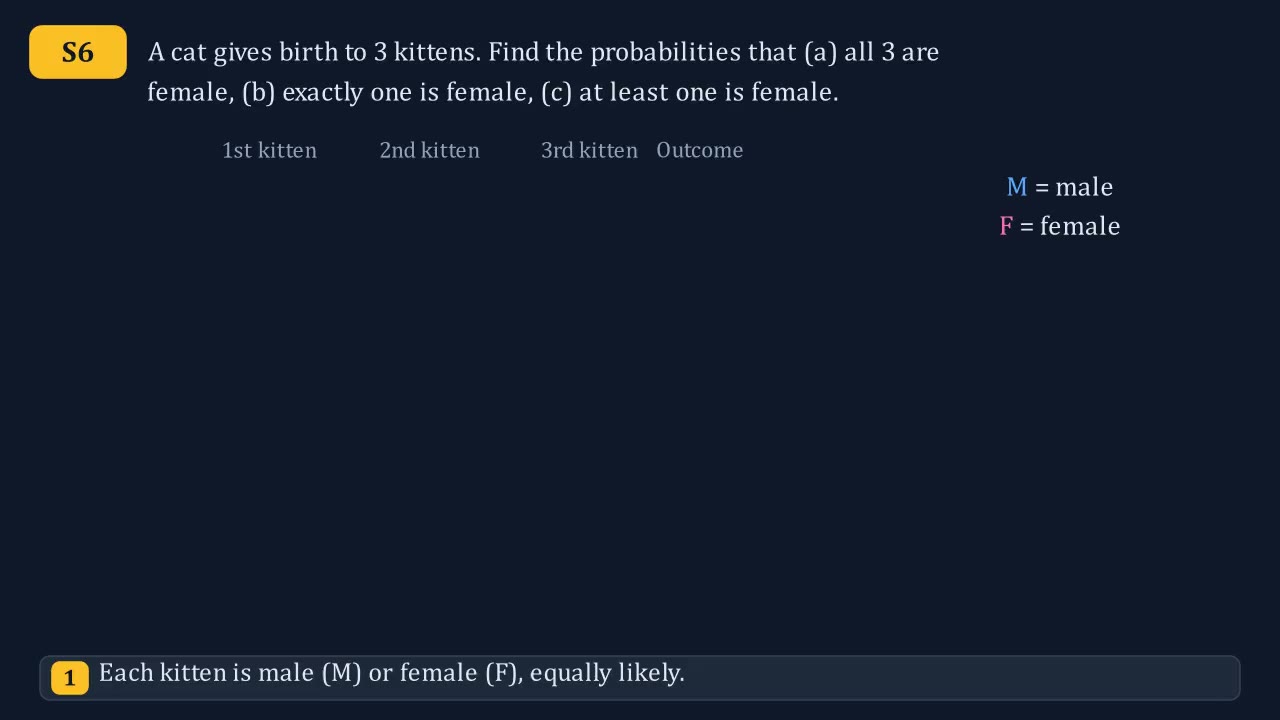 S6
A cat gives birth to 3 kittens. Find the probabilities that (a) all 3 are
female, (b) exactly one is female, (c) at least one is female.
1st kitten 2nd kitten 3rd kitten Outcome
M = male
F = female
1 Each kitten is male (M) or female (F), equally likely.